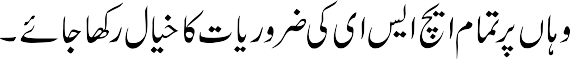 وہاں پر تمام ایچ ایس ای کی ضروریات کا خیال رکھا جائے۔